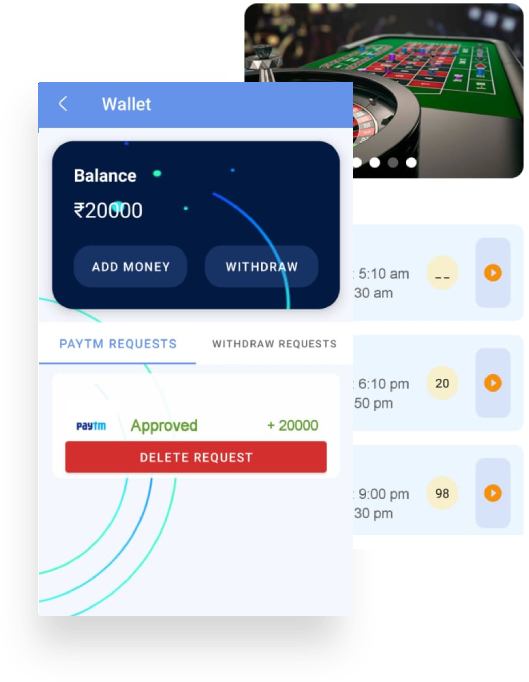 Wallet
Balance
₹20000
ADD MONEY WITHDRAW
PAYTM REQUESTS WITHDRAW REQUESTS
Paytm Approved + 20000
DELETE REQUEST
: 5:10 am
30 am
_ _
: 6:10 pm
50 pm
20
: 9:00 pm
30 pm
98